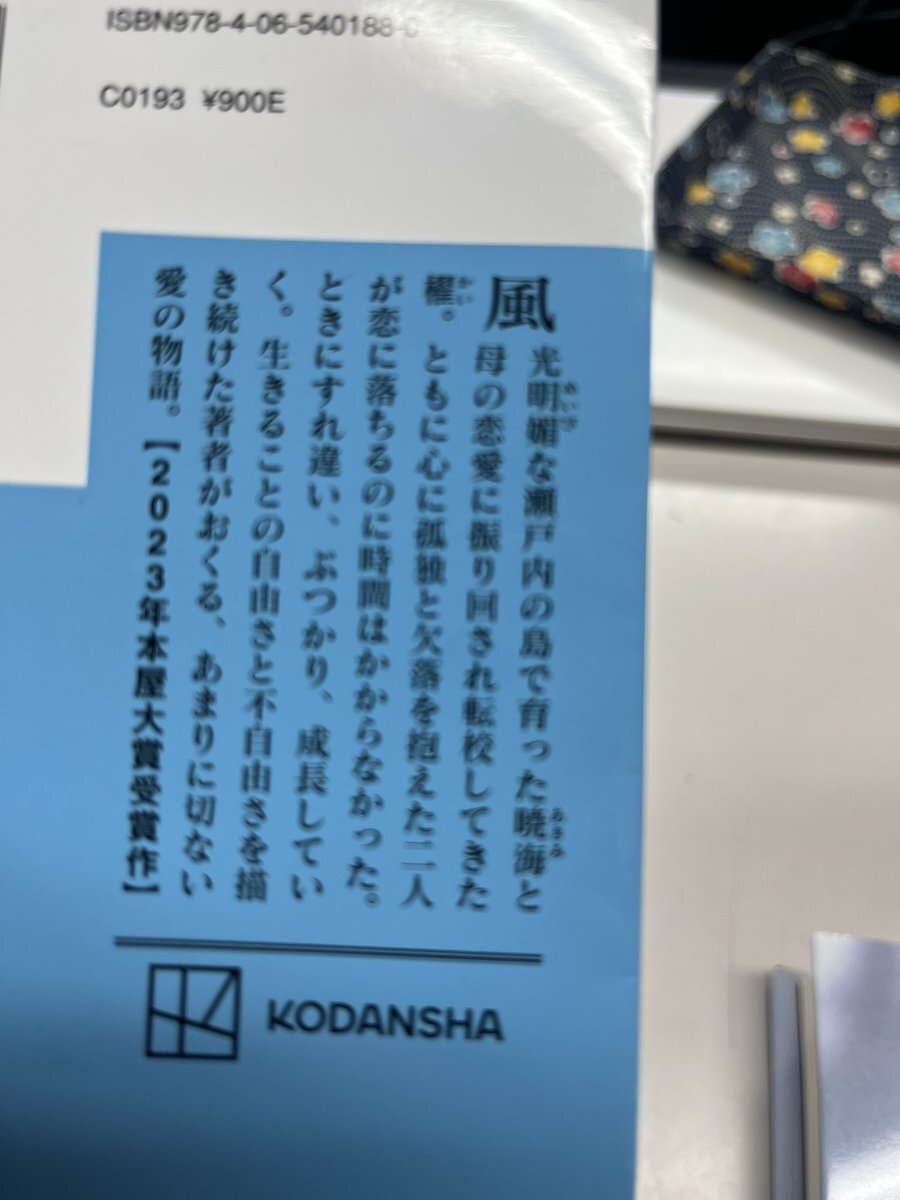 ISBN978-4-06-540188-
C0193 ¥900E
風光明媚な瀬戸内の島で育った暁海と
母の恋愛に振り回され転校してきた
櫂。ともに心に孤独と欠落を抱えた二人
が恋に落ちるのに時間はかからなかった。
ときにすれ違い、ぶつかり、成長してい
く。生きることの自由さと不自由さを描
き続けた著者がおくる、あまりに切ない
愛の物語。【2023年本屋大賞受賞作】
KODANSHA